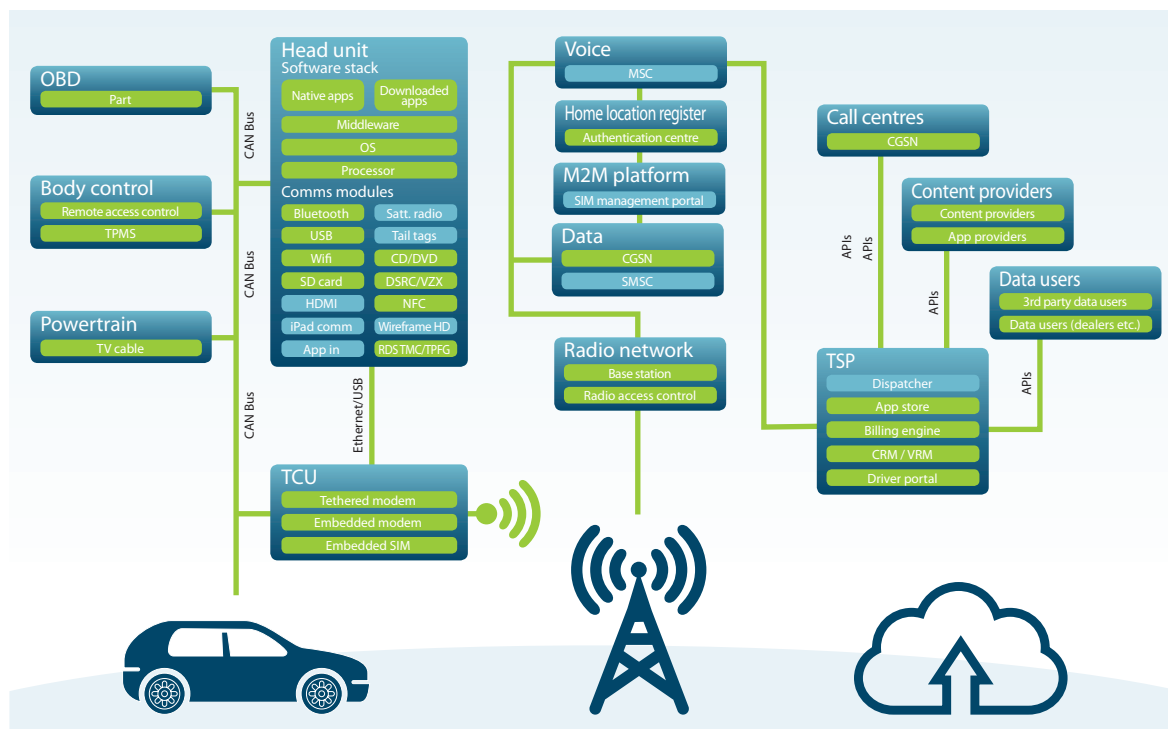 OBD
Part
CAN Bus
Body control
Remote access control
TPMS
CAN Bus
Powertrain
TV cable
CAN Bus
Head unit
Software stack
Native apps
Downloaded
apps
Middleware
OS
Processor
Comms modules
Bluetooth
Satt. radio
USB
Tail tags
Wifi
CD/DVD
SD card
DSRC/VZX
HDMI
NFC
iPad comm
Wireframe HD
App in
RDS TMC/TPFG
Ethernet/USB
TCU
Tethered modem
Embedded modem
Embedded SIM
Voice
MSC
Home location register
Authentication centre
M2M platform
SIM management portal
Data
CGSN
SMSC
Radio network
Base station
Radio access control
Call centres
CGSN
APIs
APIs
Content providers
Content providers
App providers
APIs
Data users
3rd party data users
Data users (dealers etc.)
APIs
TSP
Dispatcher
App store
Billing engine
CRM / VRM
Driver portal